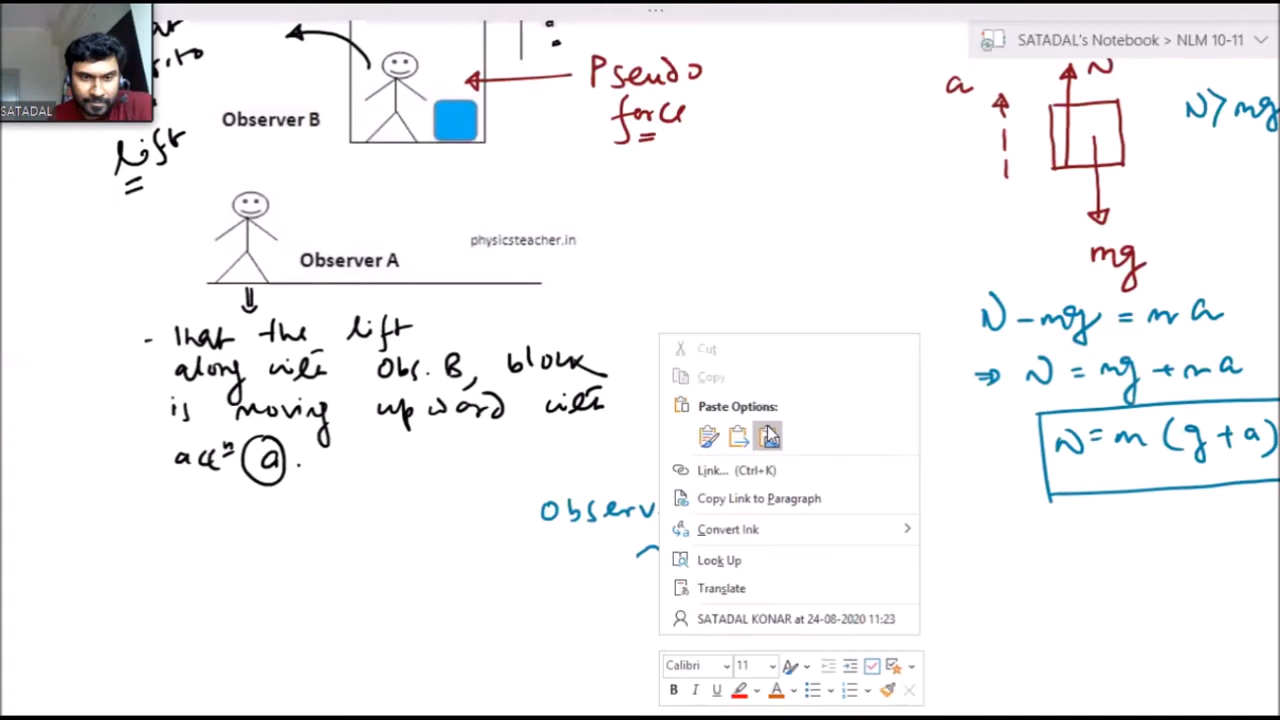 SATADAL's Notebook > NLM 10-11
SATADAL
lift
Observer B
Pseudo
force
a
N
N>mg
mg
physicsteacher.in
Observer A
- that the lift
along with Obs. B, block
is moving upward with
accⁿ a.
N - mg = ma
⇒ N = mg + ma
N = m (g + a)
Observ
Cut
Copy
Paste Options:
Link... (Ctrl+K)
Copy Link to Paragraph
Convert Ink
Look Up
Translate
SATADAL KONAR at 24-08-2020 11:23
Calibri 11
B I U A